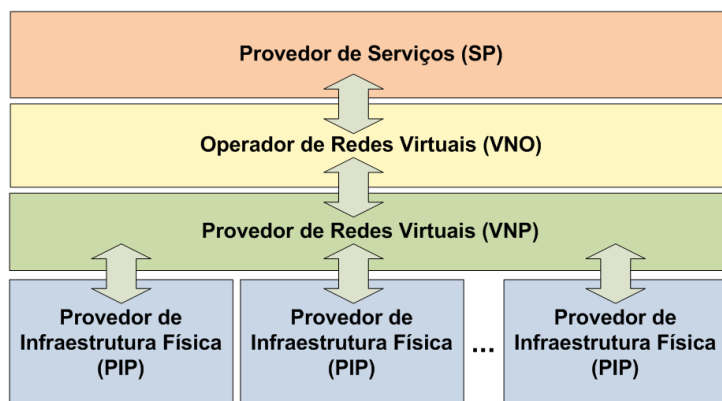 Provedor de Serviços (SP)
Operador de Redes Virtuais (VNO)
Provedor de Redes Virtuais (VNP)
Provedor de
Infraestrutura Física
(PIP)
Provedor de
Infraestrutura Física
(PIP)
...
Provedor de
Infraestrutura Física
(PIP)